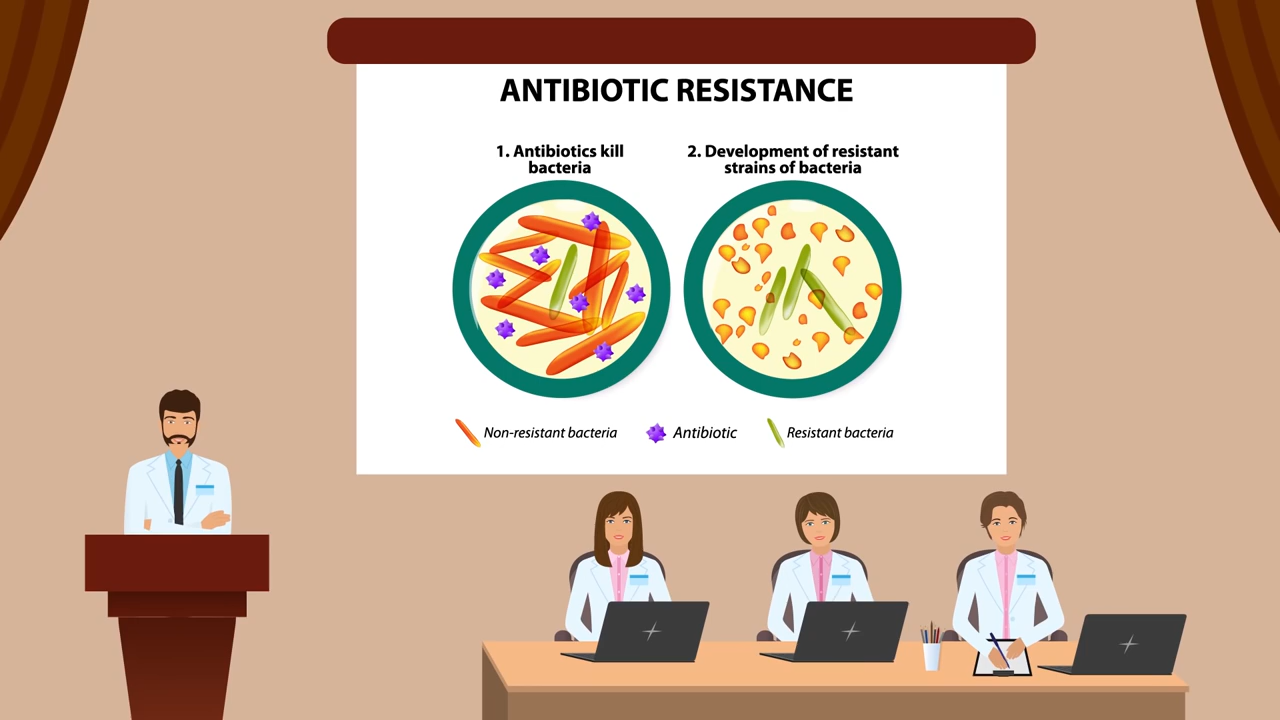 ANTIBIOTIC RESISTANCE
1. Antibiotics kill
bacteria
2. Development of resistant
strains of bacteria
Non-resistant bacteria
Antibiotic
Resistant bacteria